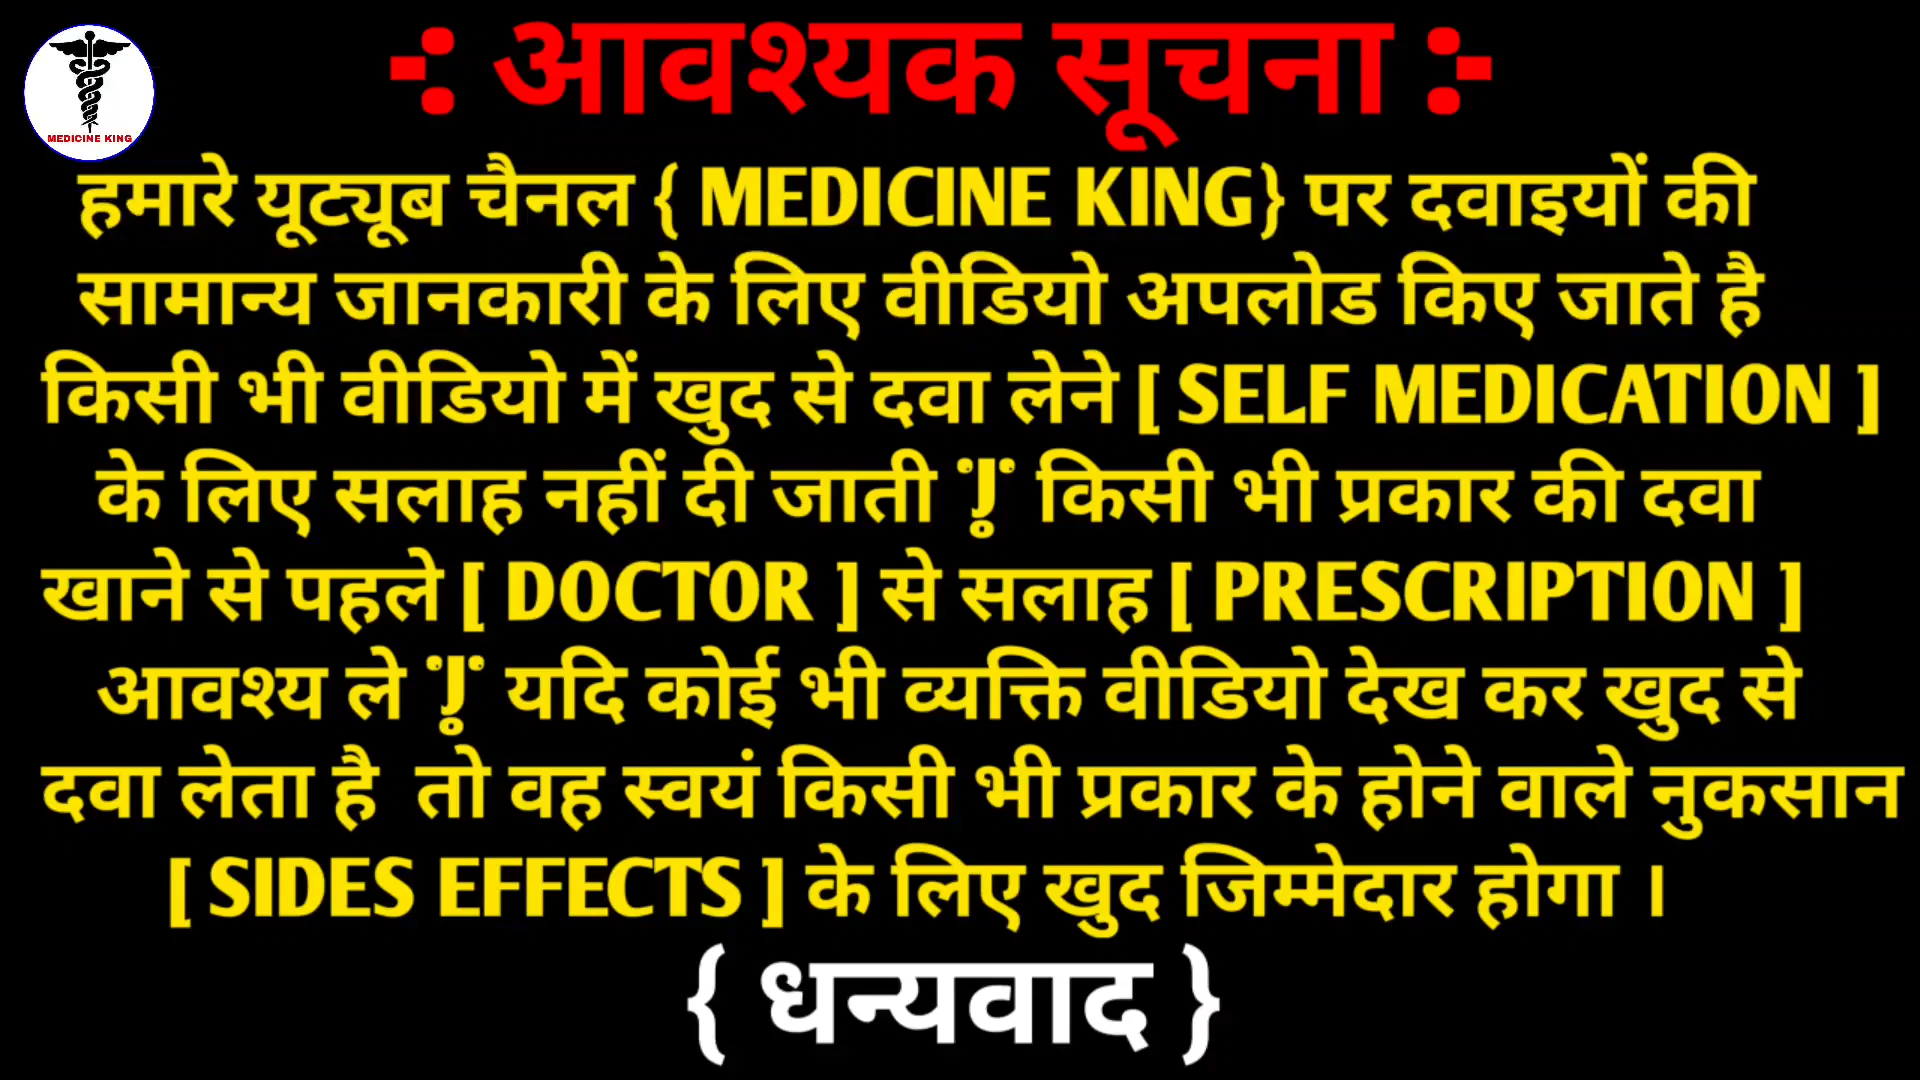 MEDICINE KING
-: आवश्यक सूचना :-
हमारे यूट्यूब चैनल { MEDICINE KING} पर दवाइयों की
सामान्य जानकारी के लिए वीडियो अपलोड किए जाते है
किसी भी वीडियो में खुद से दवा लेने [ SELF MEDICATION ]
के लिए सलाह नहीं दी जाती किसी भी प्रकार की दवा
खाने से पहले [ DOCTOR ] से सलाह [ PRESCRIPTION ]
आवश्य ले यदि कोई भी व्यक्ति वीडियो देख कर खुद से
दवा लेता है तो वह स्वयं किसी भी प्रकार के होने वाले नुकसान
[ SIDES EFFECTS ] के लिए खुद जिम्मेदार होगा ।
{ धन्यवाद }